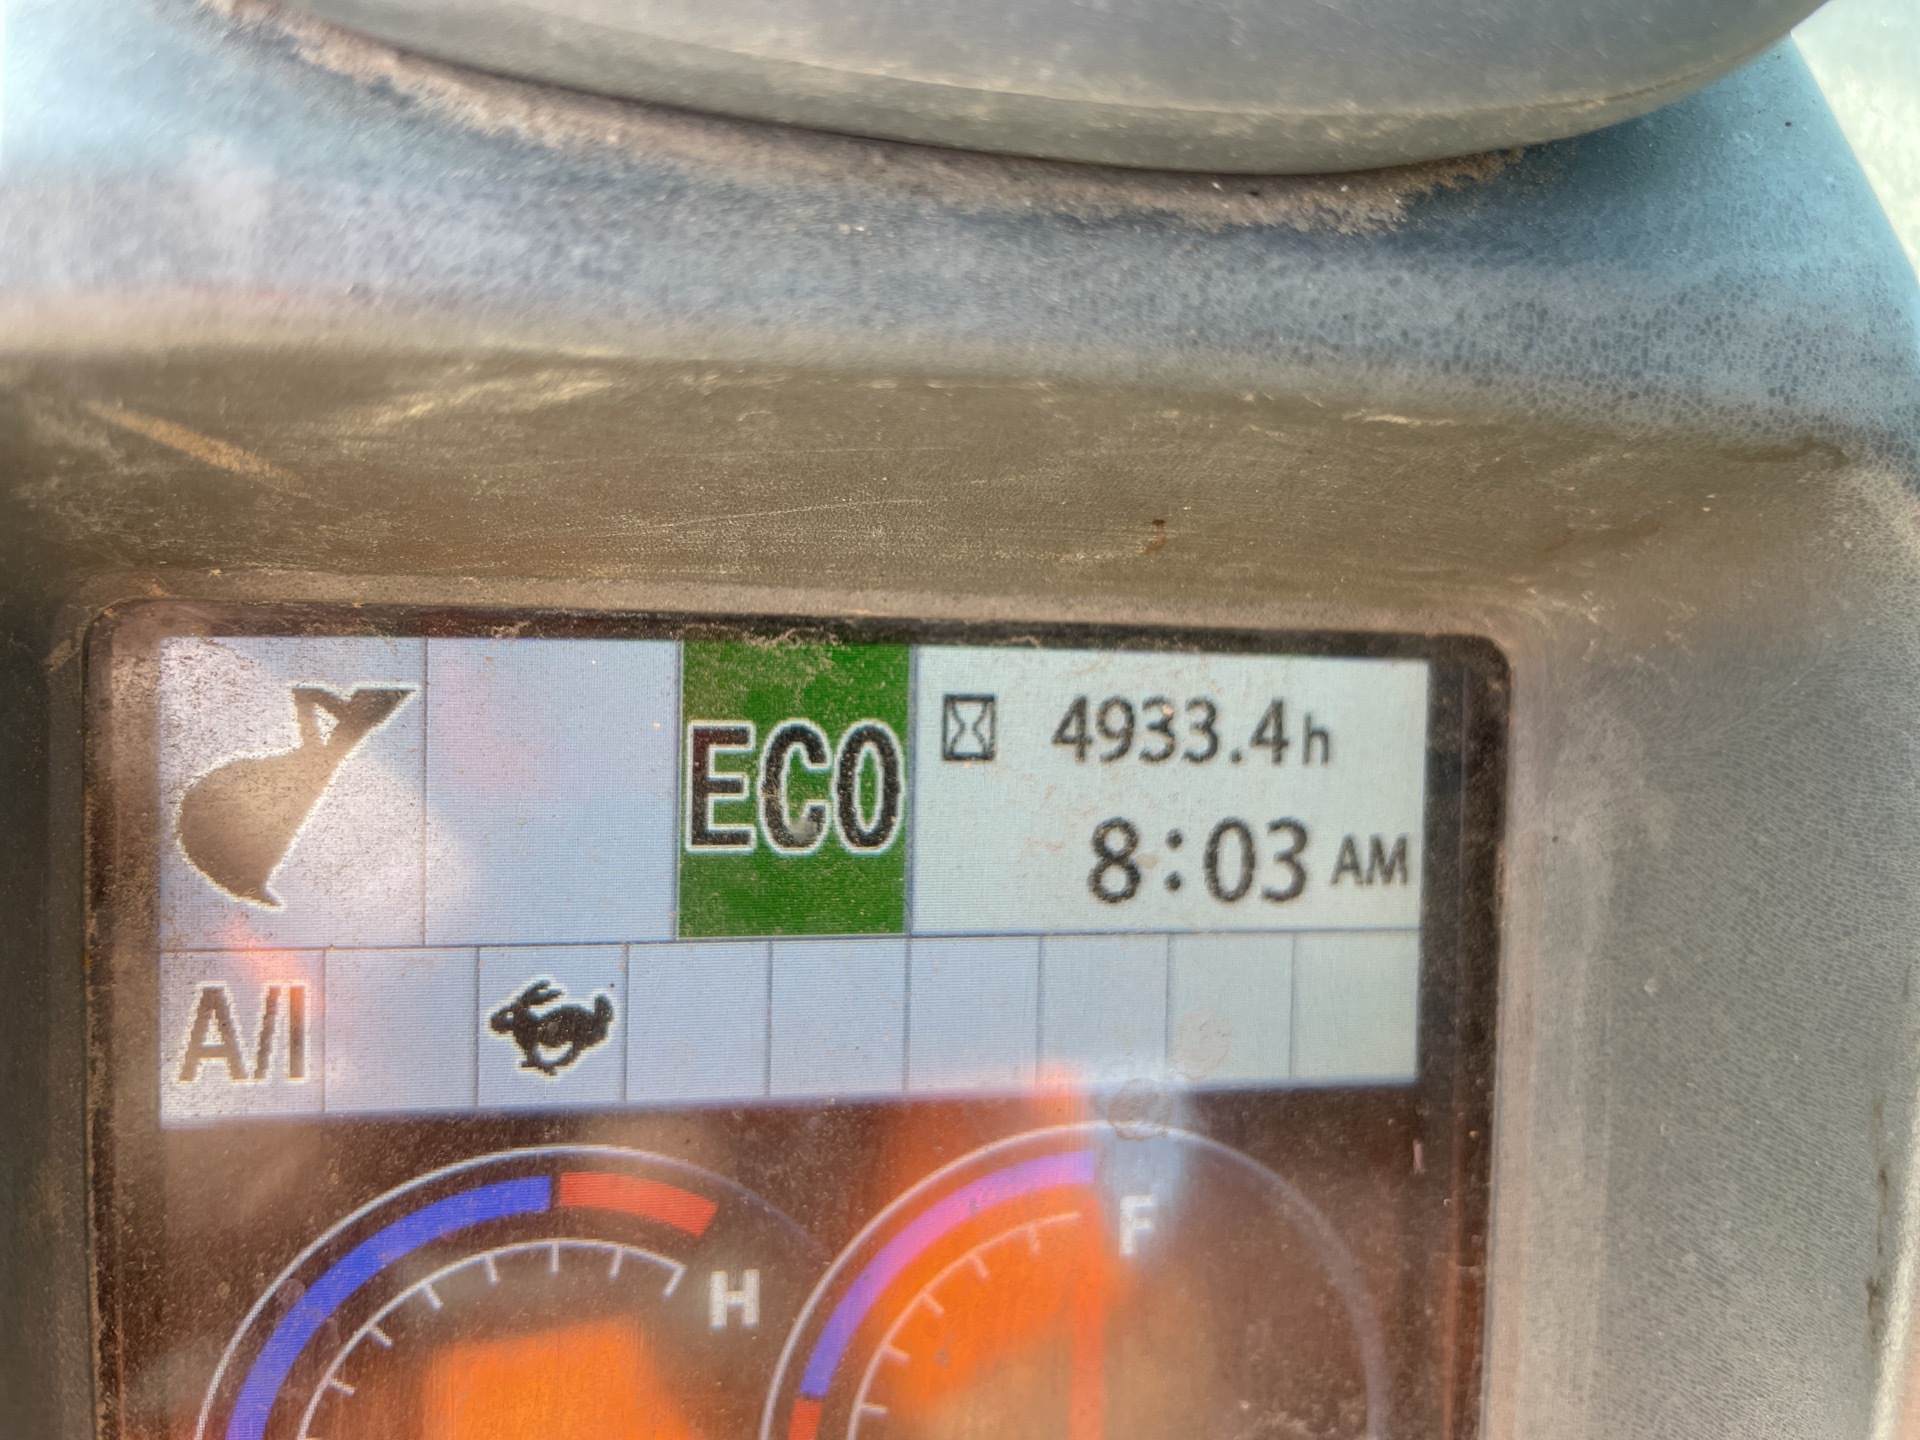 ECO
4933.4h
8:03 AM
A/I
H
F